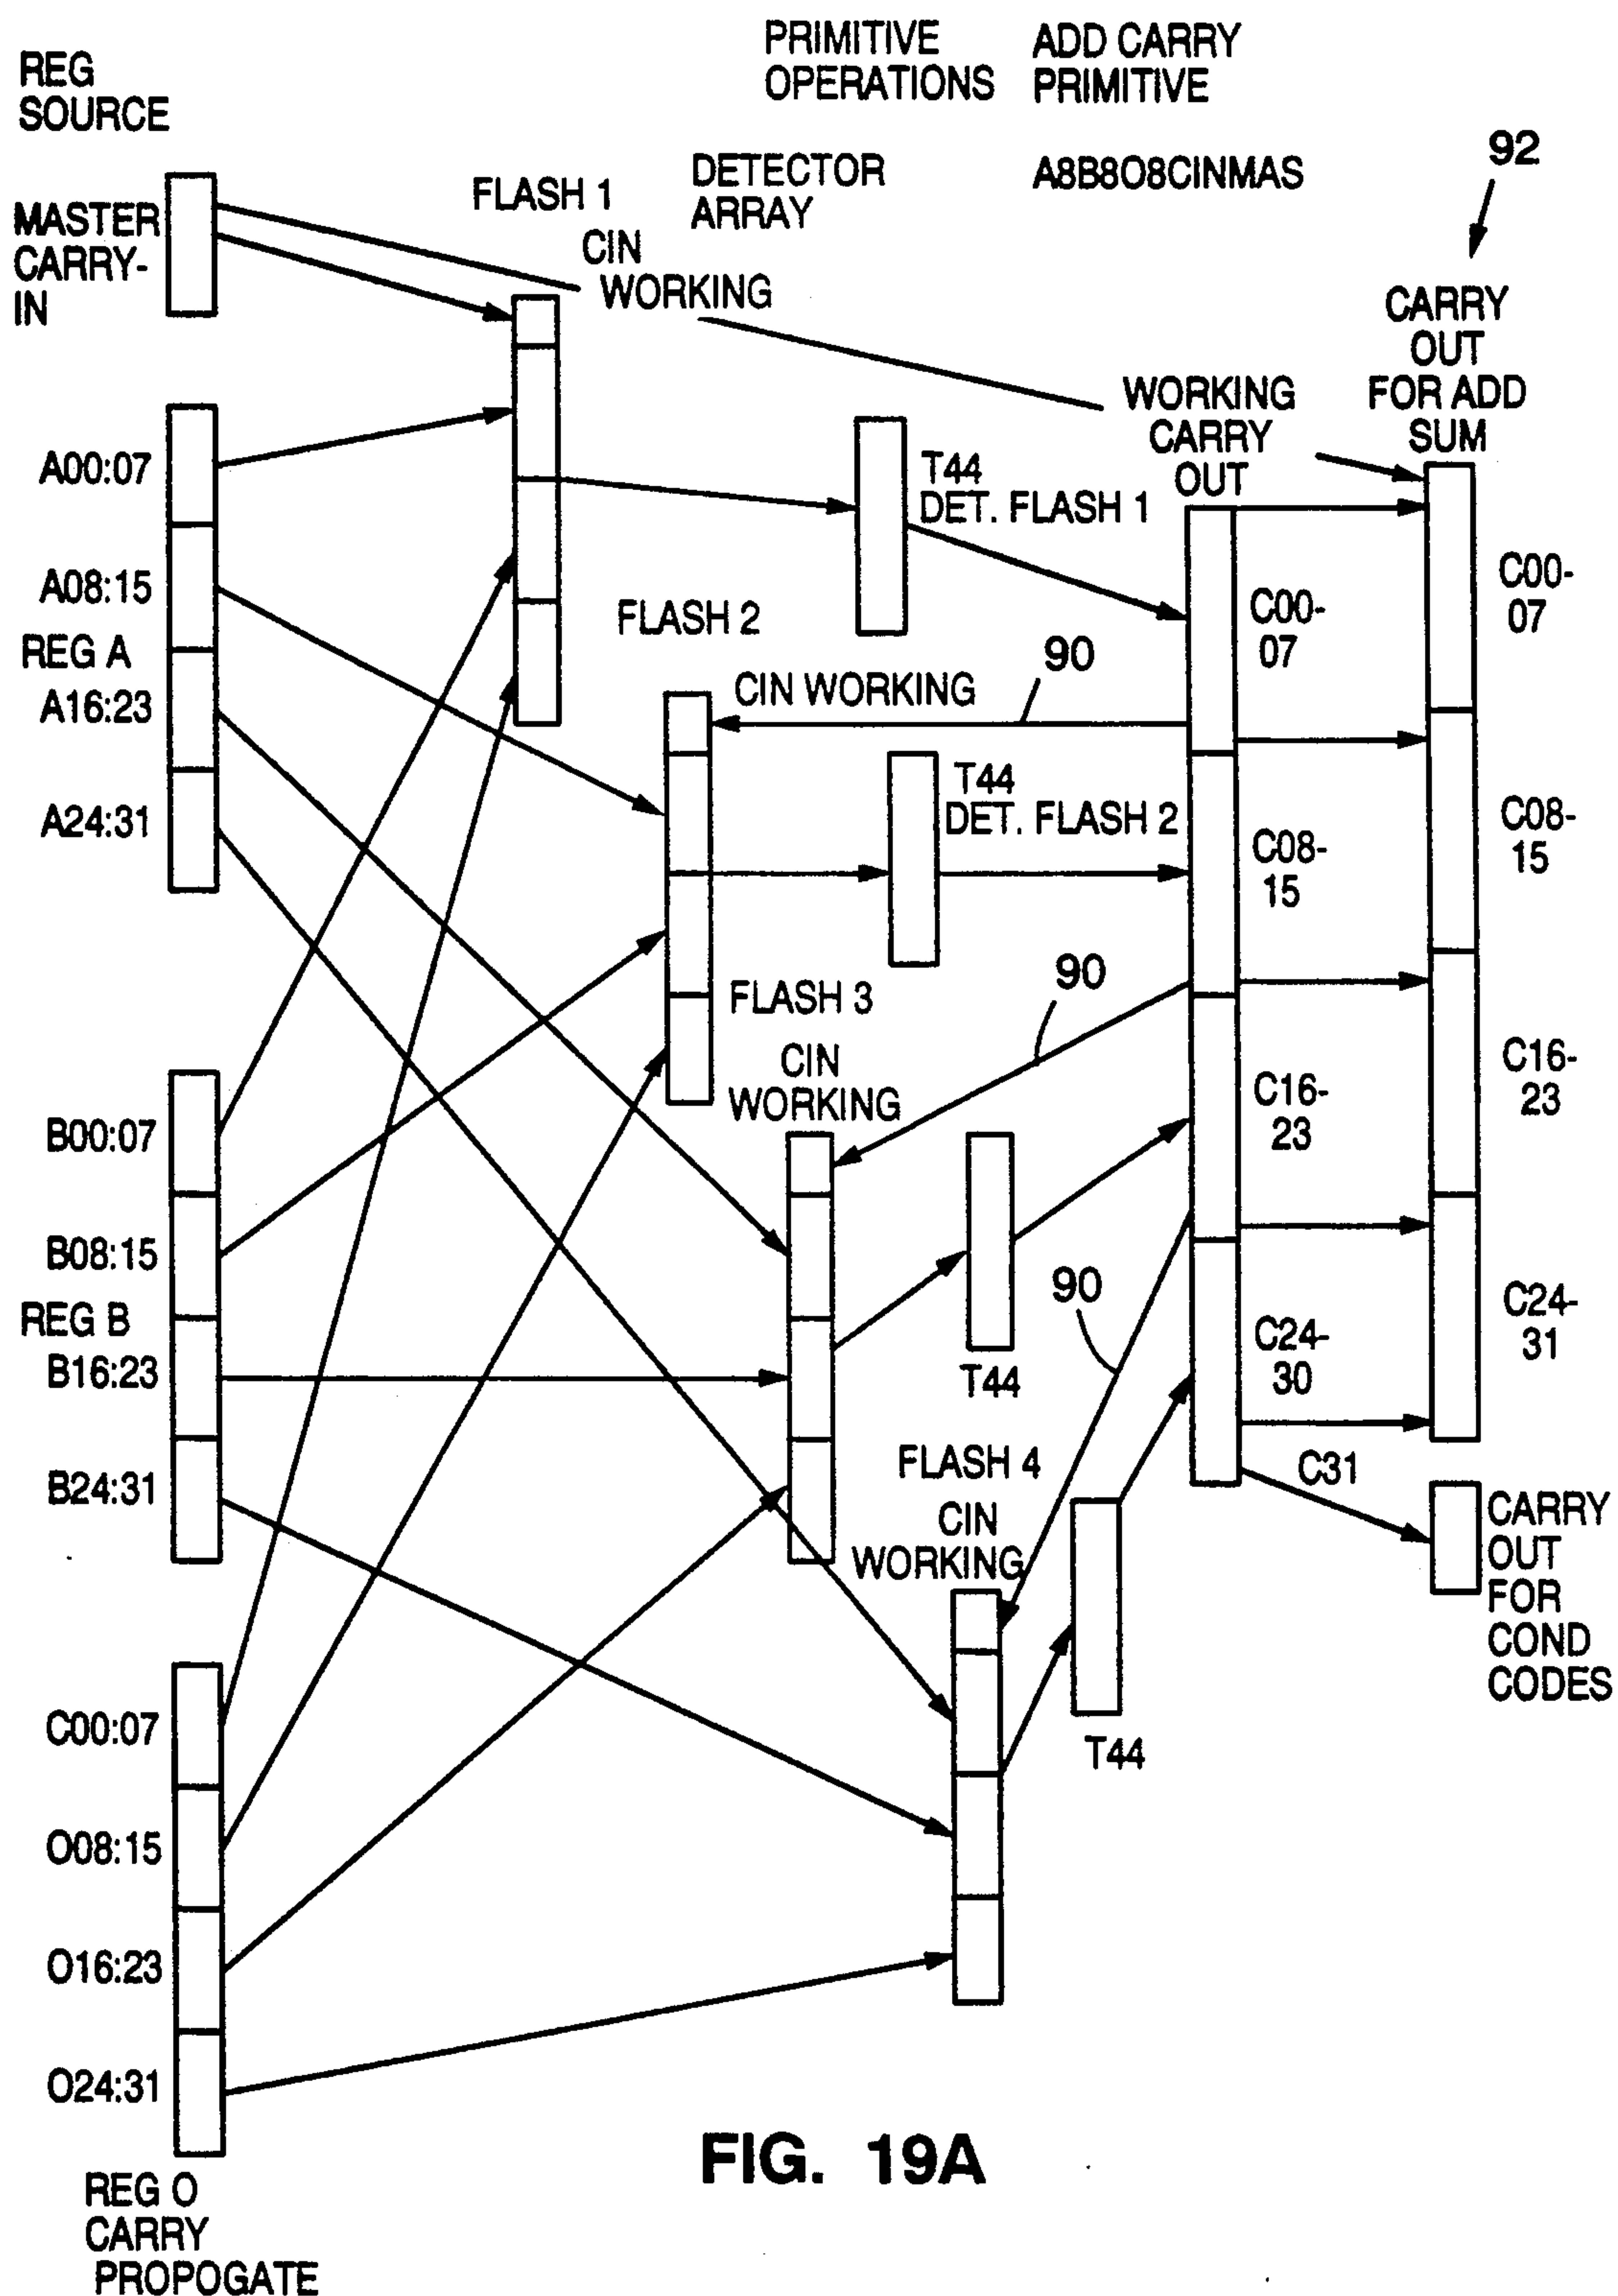 PRIMITIVE
OPERATIONS
ADD CARRY
PRIMITIVE
REG
SOURCE
92
DETECTOR
ARRAY
A8B8O8CINMAS
FLASH 1
MASTER
CARRY-
IN
CIN
WORKING
CARRY
OUT
FOR ADD
SUM
WORKING
CARRY
OUT
A00:07
T44
DET. FLASH 1
A08:15
REG A
A16:23
A24:31
FLASH 2
C00-
07
C00-
07
90
CIN WORKING
T44
DET. FLASH 2
C08-
15
C08-
15
90
FLASH 3
CIN
WORKING
C16-
23
C16-
23
B00:07
B08:15
REG B
B16:23
B24:31
90
T44
C24-
30
C24-
31
FLASH 4
CIN
WORKING
C31
CARRY
OUT
FOR
COND
CODES
T44
C00:07
O08:15
O16:23
O24:31
REG O
CARRY
PROPOGATE
FIG. 19A